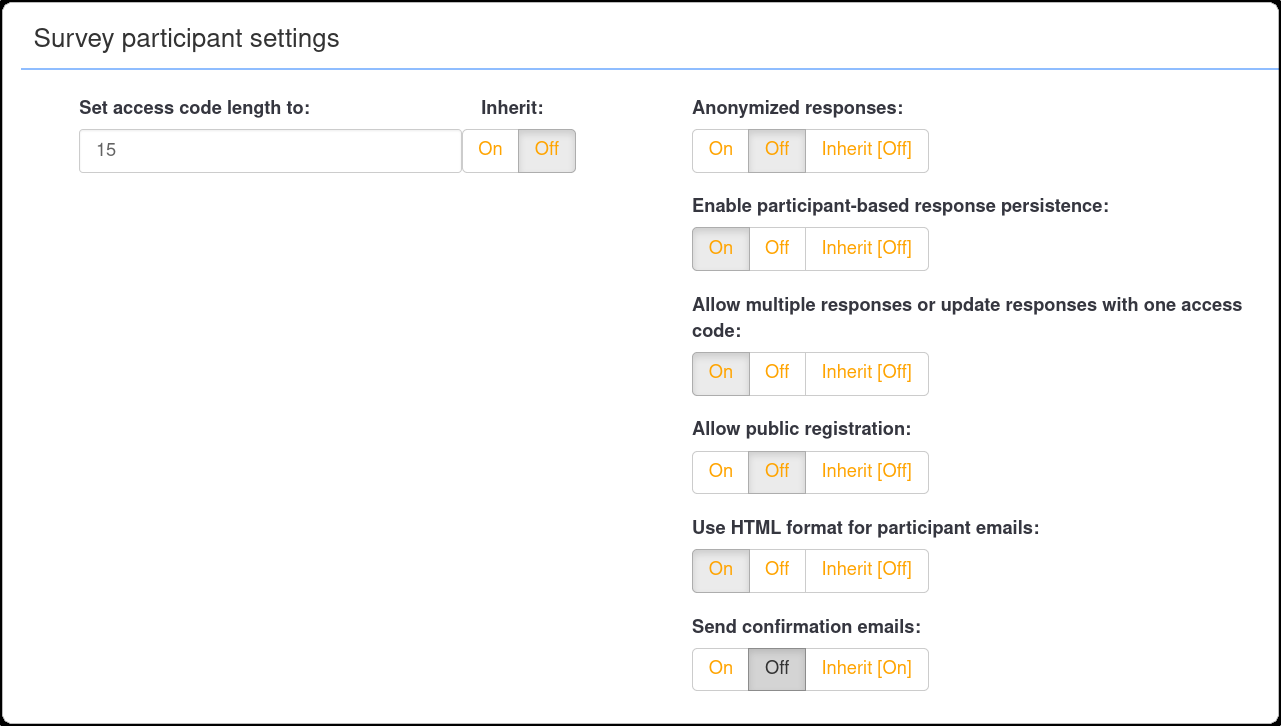 Survey participant settings
Set access code length to:
Inherit:
15
On
Off
Anonymized responses:
On
Off
Inherit [Off]
Enable participant-based response persistence:
On
Off
Inherit [Off]
Allow multiple responses or update responses with one access
code:
On
Off
Inherit [Off]
Allow public registration:
On
Off
Inherit [Off]
Use HTML format for participant emails:
On
Off
Inherit [Off]
Send confirmation emails:
On
Off
Inherit [On]